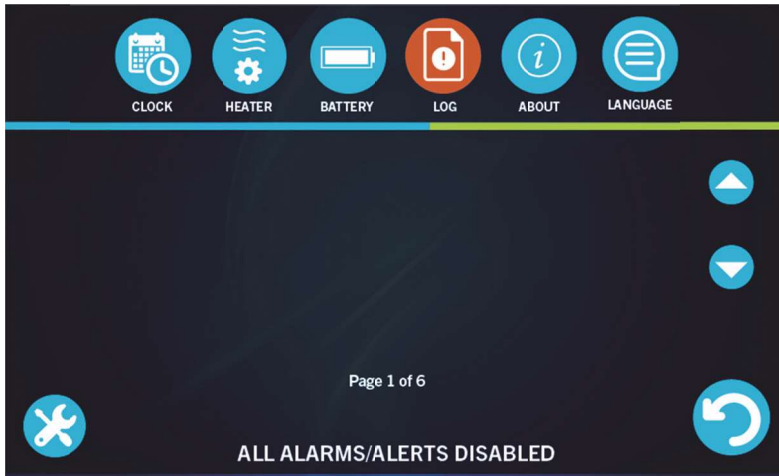 CLOCK HEATER BATTERY LOG ABOUT LANGUAGE
Page 1 of 6
ALL ALARMS/ALERTS DISABLED